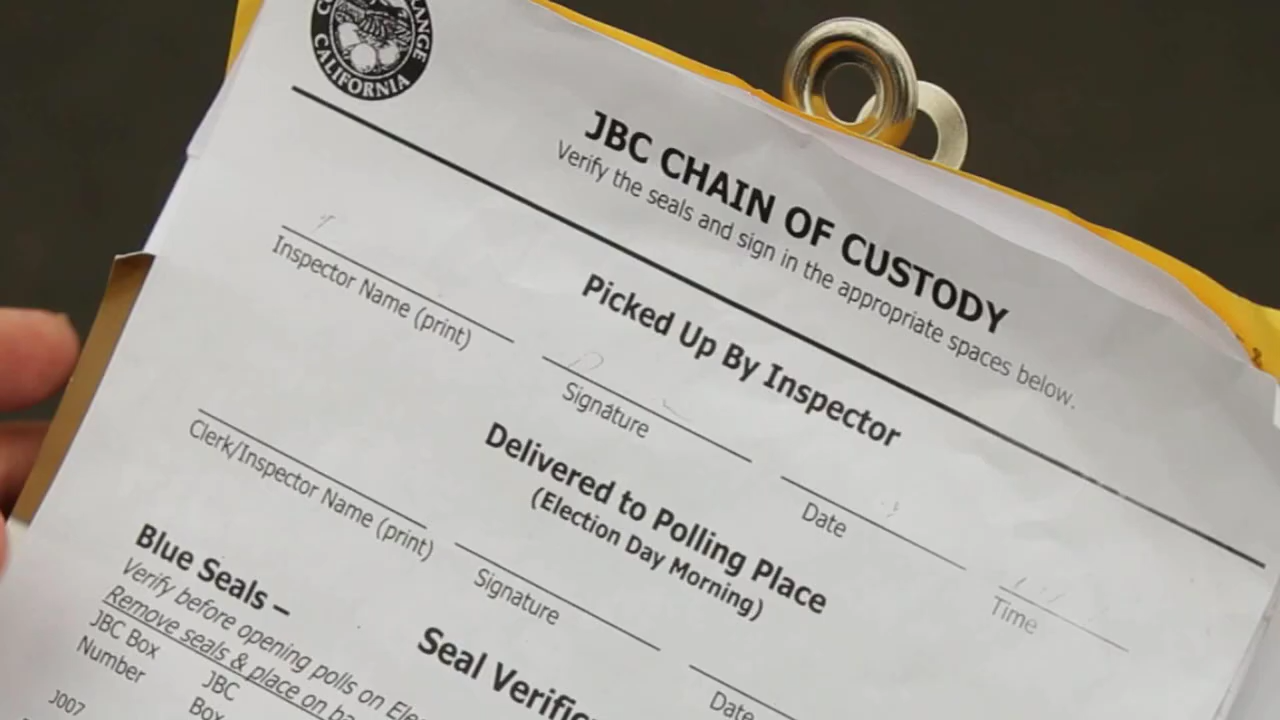 CALIFORNIA
JBC CHAIN OF CUSTODY
Verify the seals and sign in the appropriate spaces below.
Picked Up By Inspector
Inspector Name (print)
Signature
Date
Time
Delivered to Polling Place
(Election Day Morning)
Clerk/Inspector Name (print)
Signature
Date
Blue Seals –
Verify before opening polls on
Remove seals & place on
Seal
JBC Box
Number
JBC
Box
J007